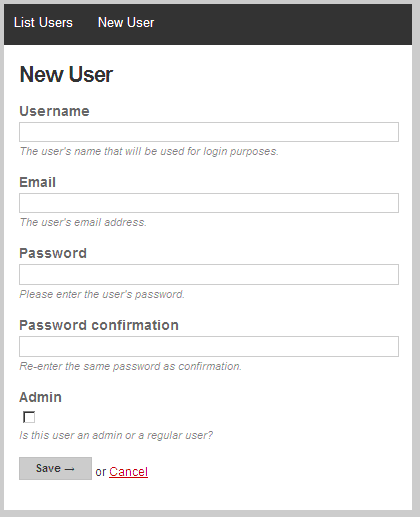 List Users New User
New User
Username
The user's name that will be used for login purposes.
Email
The user's email address.
Password
Please enter the user's password.
Password confirmation
Re-enter the same password as confirmation.
Admin
Is this user an admin or a regular user?
Save → or Cancel